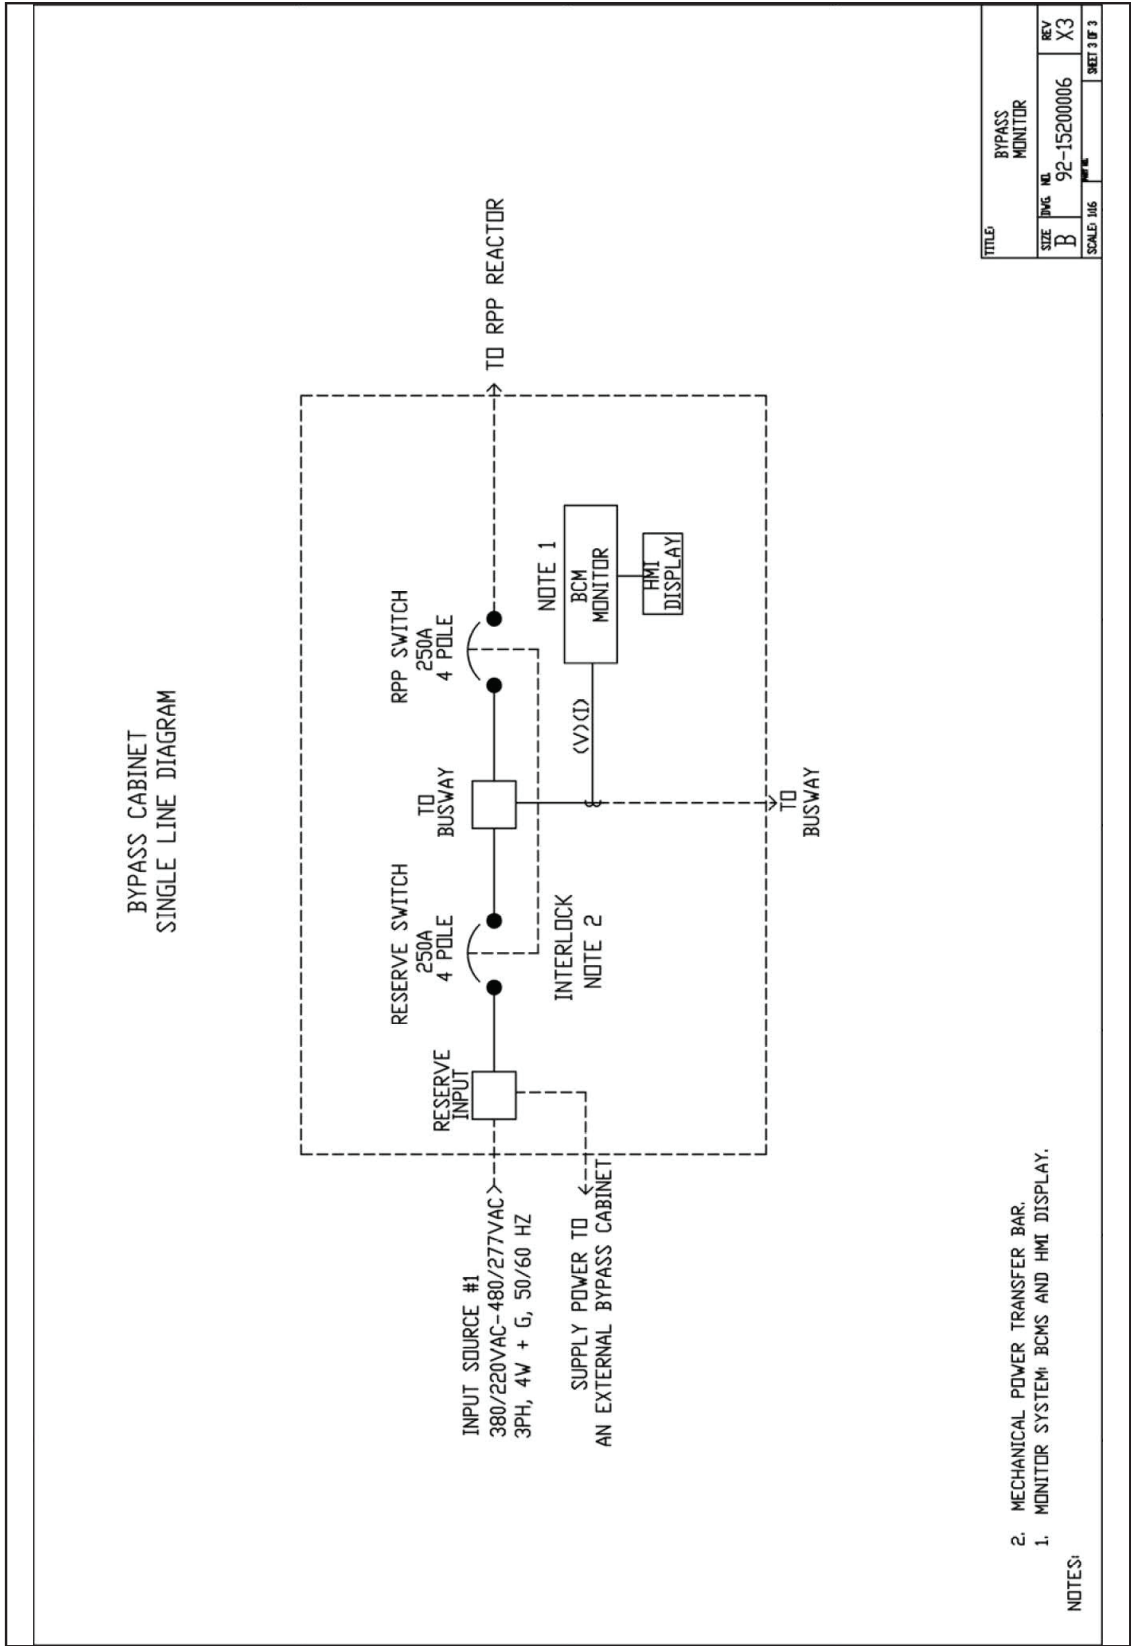 BYPASS CABINET
SINGLE LINE DIAGRAM
RESERVE
INPUT
RESERVE SWITCH
250A
4 POLE
TO
BUSWAY
RPP SWITCH
250A
4 POLE
TO RPP REACTOR
INPUT SOURCE #1
380/220VAC-480/277VAC
3PH, 4W + G, 50/60 HZ
SUPPLY POWER TO
AN EXTERNAL BYPASS CABINET
INTERLOCK
NOTE 2
(V)(I)
NOTE 1
BCM
MONITOR
HMI
DISPLAY
TO
BUSWAY
2. MECHANICAL POWER TRANSFER BAR.
1. MONITOR SYSTEM: BCMS AND HMI DISPLAY.
NOTES:
TITLE:
BYPASS
MONITOR
SIZE
B
DWG. NO.
92-15200006
REV
X3
SCALE: 1:16
PART NO.
SHEET 3 OF 3